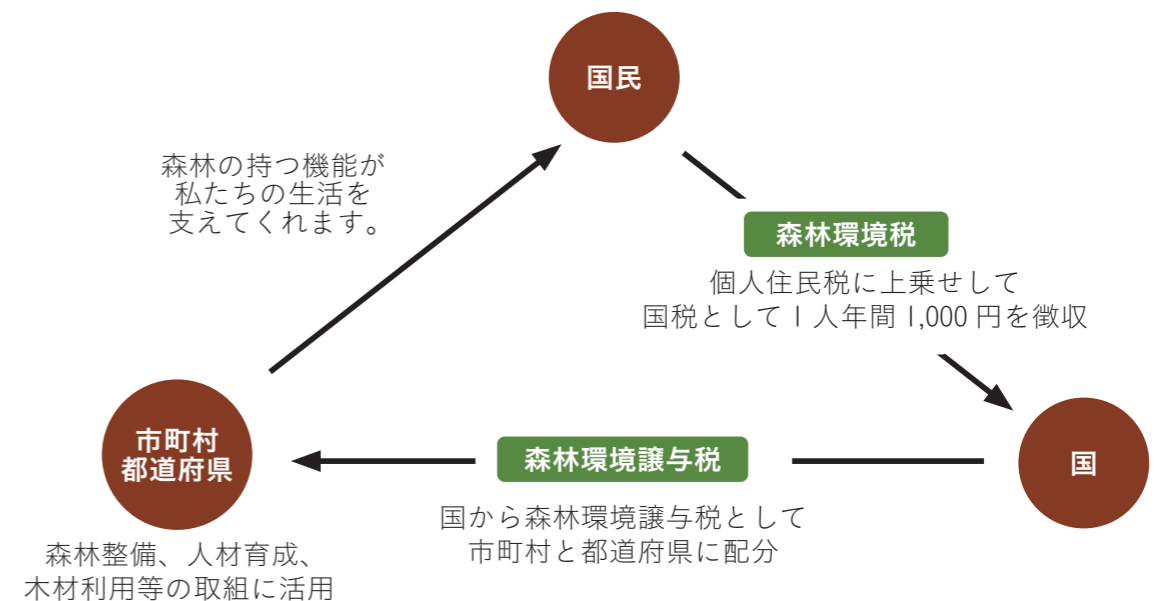 国民
森林の持つ機能が
私たちの生活を
支えてくれます。
森林環境税
個人住民税に上乗せして
国税として1人年間1,000円を徴収
市町村
都道府県
森林環境譲与税
国
国から森林環境譲与税として
市町村と都道府県に配分
森林整備、人材育成、
木材利用等の取組に活用